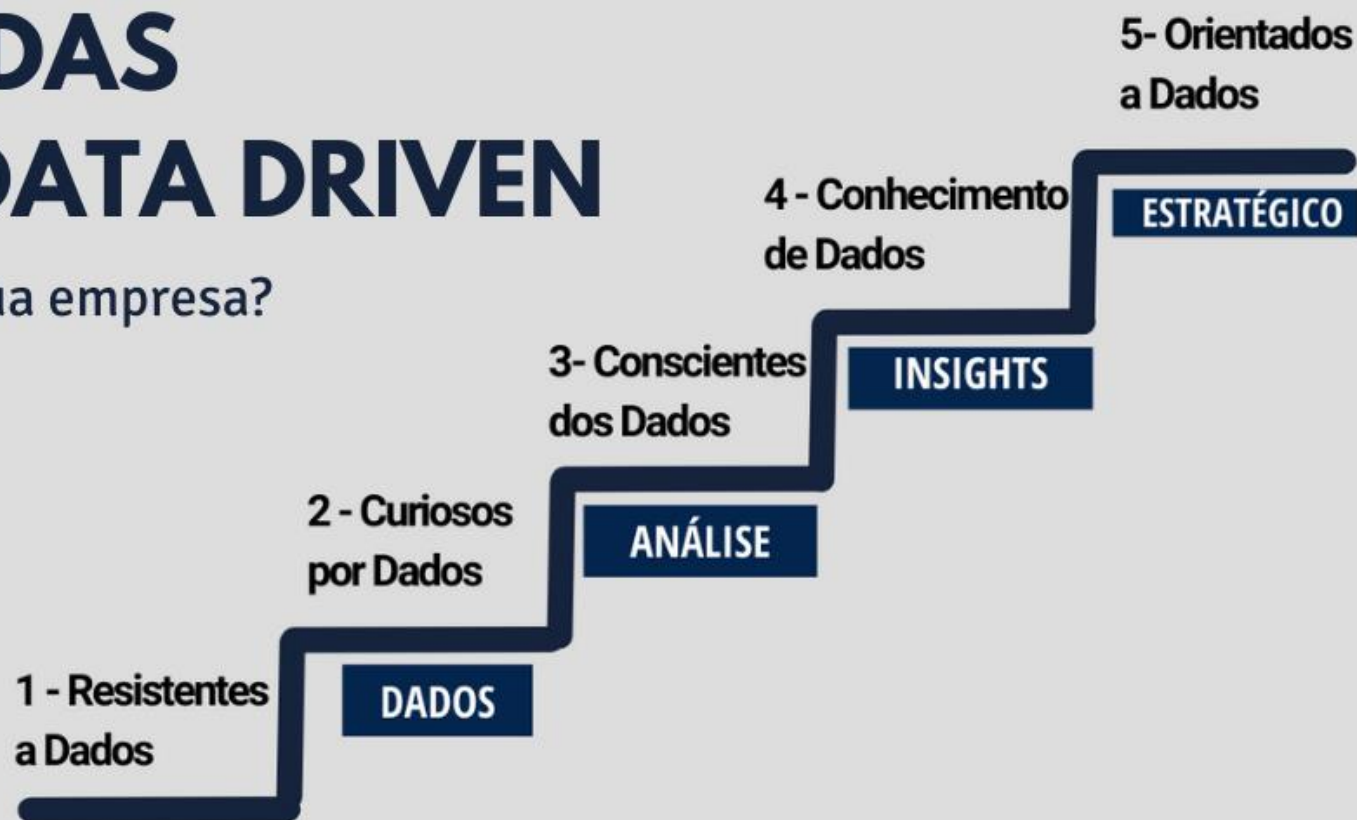 DAS
DATA DRIVEN
ua empresa?
5- Orientados
a Dados
ESTRATÉGICO
4 - Conhecimento
de Dados
INSIGHTS
3- Conscientes
dos Dados
ANÁLISE
2 - Curiosos
por Dados
DADOS
1 - Resistentes
a Dados